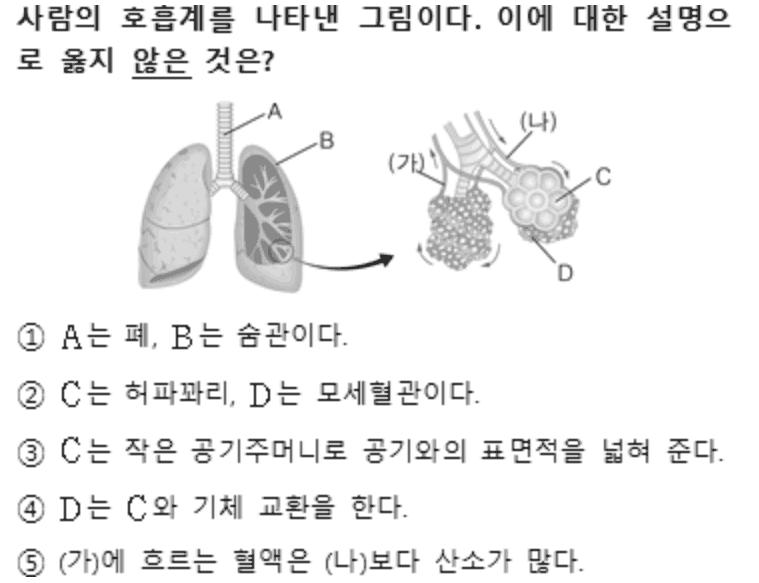 사람의 호흡계를 나타낸 그림이다. 이에 대한 설명으
로 옳지 않은 것은?
A
B
(가)
(나)
C
D
① A는 폐, B는 숨관이다.
② C는 허파꽈리, D는 모세혈관이다.
③ C는 작은 공기주머니로 공기와의 표면적을 넓혀 준다.
④ D는 C와 기체 교환을 한다.
⑤ (가)에 흐르는 혈액은 (나)보다 산소가 많다.